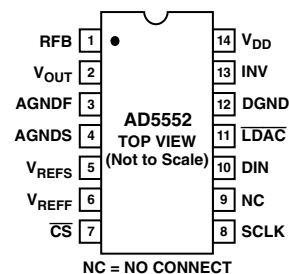 RFB 1 14 VDD
VOUT 2 13 INV
AGNDF 3 12 DGND
AGNDS 4 11 LDAC
VREFS 5 10 DIN
VREFF 6 9 NC
CS 7 8 SCLK
AD5552
TOP VIEW
(Not to Scale)
NC = NO CONNECT